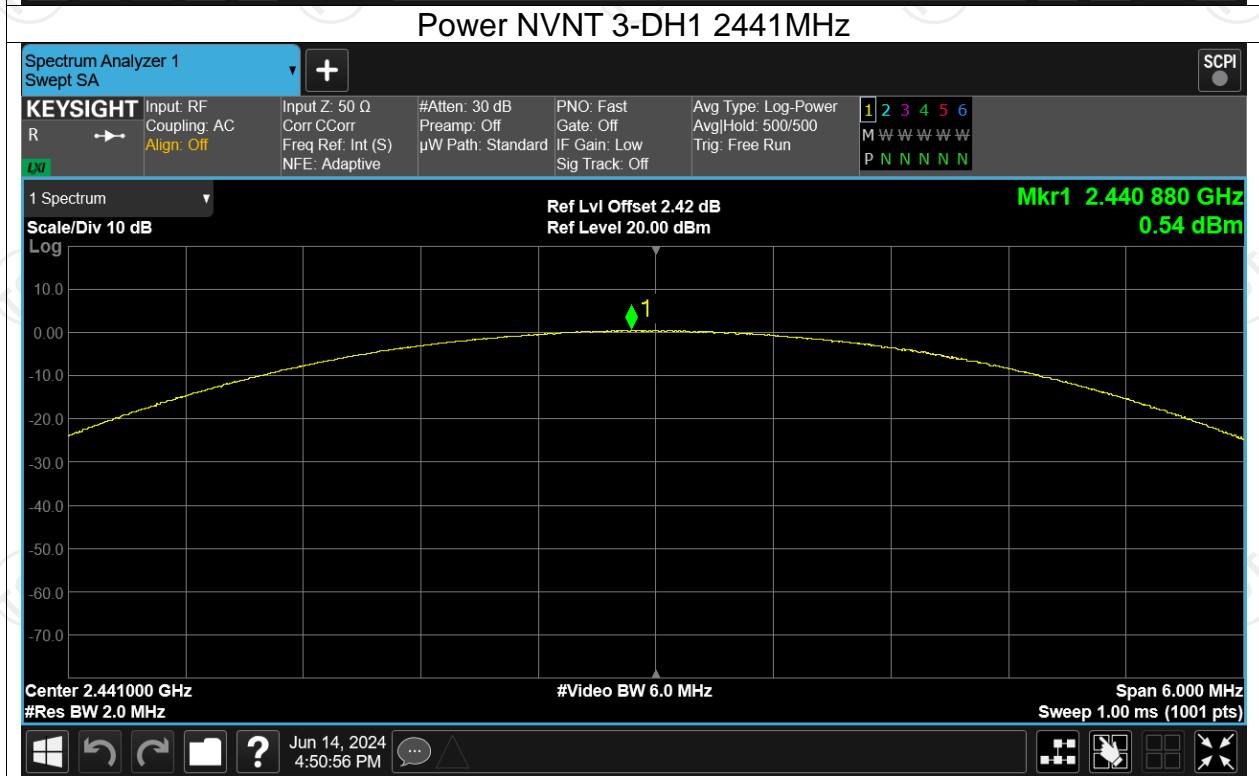 Power NVNT 3-DH1 2441MHz
Spectrum Analyzer 1
Swept SA
SCPI
KEYSIGHT
R
LXI
Input: RF
Coupling: AC
Align: Off
Input Z: 50 Ω
Corr CCorr
Freq Ref: Int (S)
NFE: Adaptive
#Atten: 30 dB
Preamp: Off
µW Path: Standard
PNO: Fast
Gate: Off
IF Gain: Low
Sig Track: Off
Avg Type: Log-Power
Avg|Hold: 500/500
Trig: Free Run
1 2 3 4 5 6
M W W W W W
P N N N N N
1 Spectrum
Scale/Div 10 dB
Ref Lvl Offset 2.42 dB
Ref Level 20.00 dBm
Mkr1 2.440 880 GHz
0.54 dBm
Log
1
10.0
0.00
-10.0
-20.0
-30.0
-40.0
-50.0
-60.0
-70.0
Center 2.441000 GHz
#Res BW 2.0 MHz
#Video BW 6.0 MHz
Span 6.000 MHz
Sweep 1.00 ms (1001 pts)
?
Jun 14, 2024
4:50:56 PM